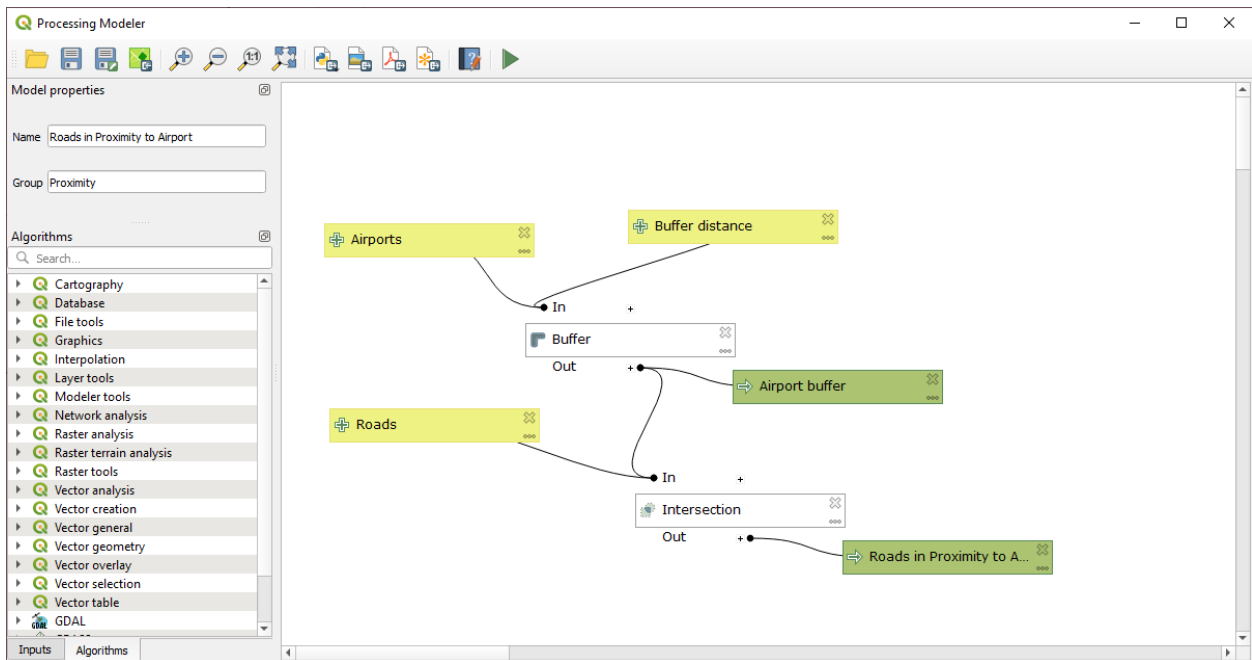 Processing Modeler
Model properties
Name Roads in Proximity to Airport
Group Proximity
Algorithms
Search...
Cartography
Database
File tools
Graphics
Interpolation
Layer tools
Modeler tools
Network analysis
Raster analysis
Raster terrain analysis
Raster tools
Vector analysis
Vector creation
Vector general
Vector geometry
Vector overlay
Vector selection
Vector table
GDAL
Inputs Algorithms
Airports
Buffer distance
In
Buffer
Out
Airport buffer
Roads
In
Intersection
Out
Roads in Proximity to A...